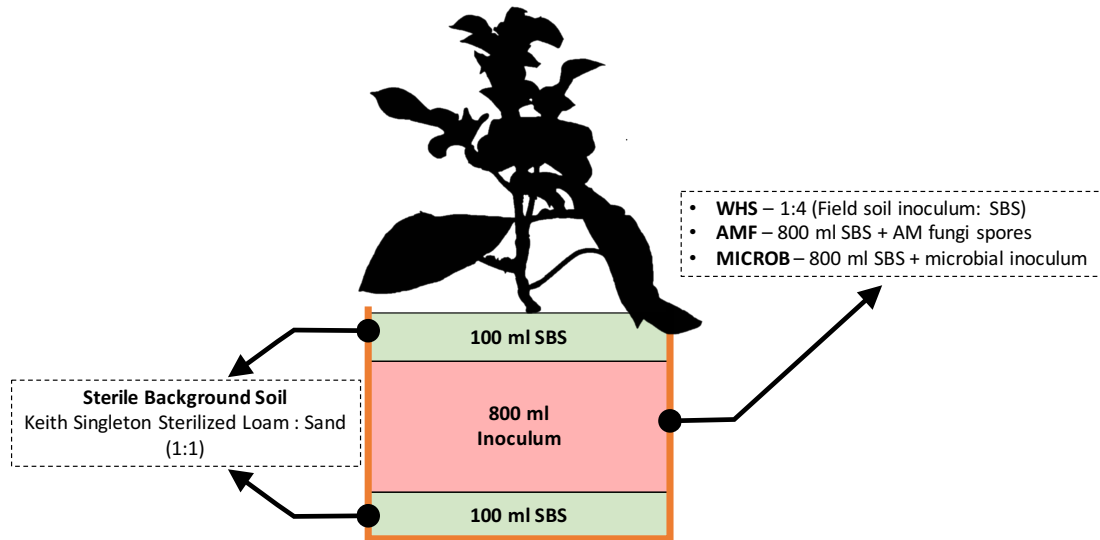 • WHS – 1:4 (Field soil inoculum: SBS)
• AMF – 800 ml SBS + AM fungi spores
• MICROB – 800 ml SBS + microbial inoculum
100 ml SBS
Sterile Background Soil
Keith Singleton Sterilized Loam : Sand
(1:1)
800 ml
Inoculum
100 ml SBS